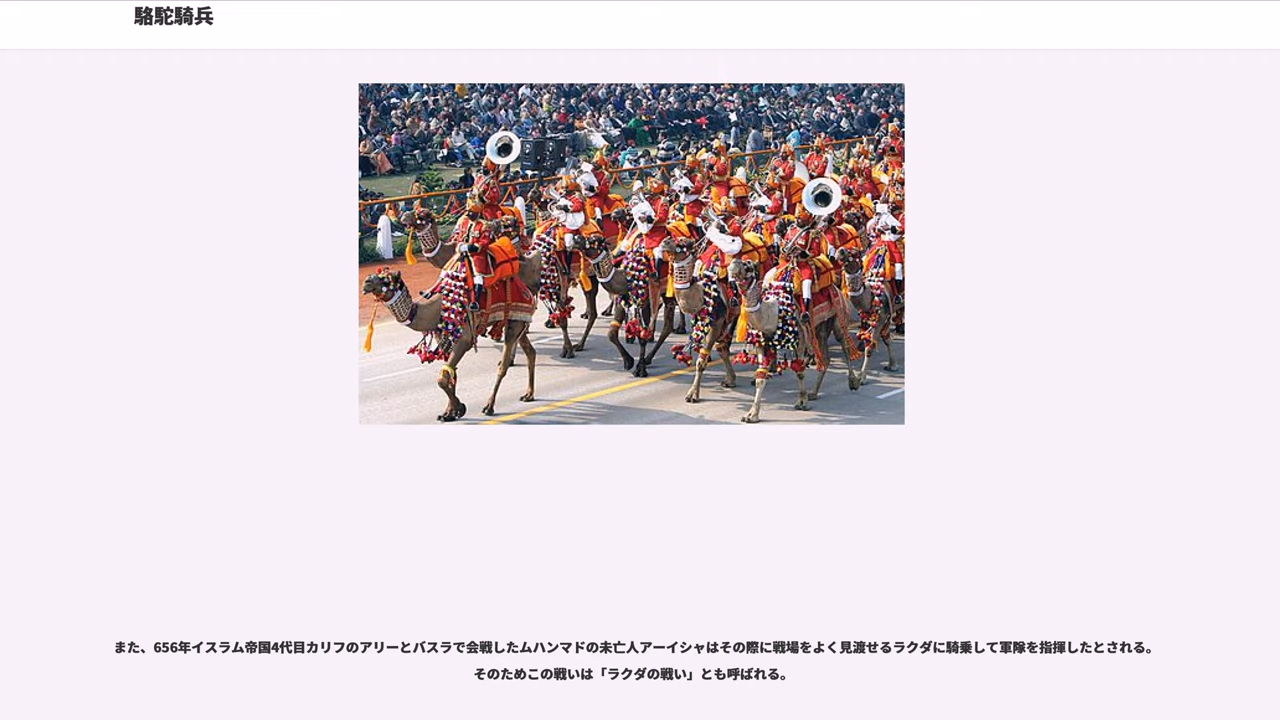 駱駝騎兵
また、656年イスラム帝国4代目カリフのアリーとバスラで会戦したムハンマドの未亡人アーイシャはその際に戦場をよく見渡せるラクダに騎乗して軍隊を指揮したとされる。
そのためこの戦いは「ラクダの戦い」とも呼ばれる。